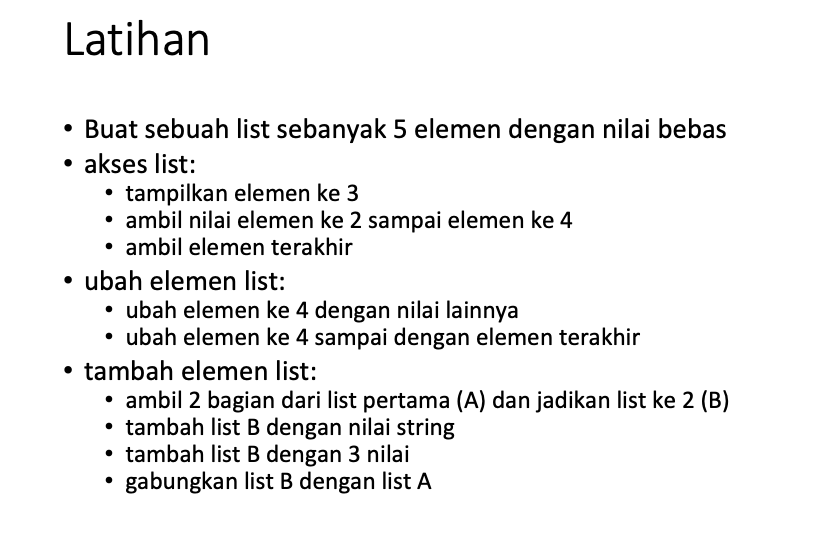 Latihan
• Buat sebuah list sebanyak 5 elemen dengan nilai bebas
• akses list:
• tampilkan elemen ke 3
• ambil nilai elemen ke 2 sampai elemen ke 4
• ambil elemen terakhir
• ubah elemen list:
• ubah elemen ke 4 dengan nilai lainnya
• ubah elemen ke 4 sampai dengan elemen terakhir
• tambah elemen list:
• ambil 2 bagian dari list pertama (A) dan jadikan list ke 2 (B)
• tambah list B dengan nilai string
• tambah list B dengan 3 nilai
• gabungkan list B dengan list A